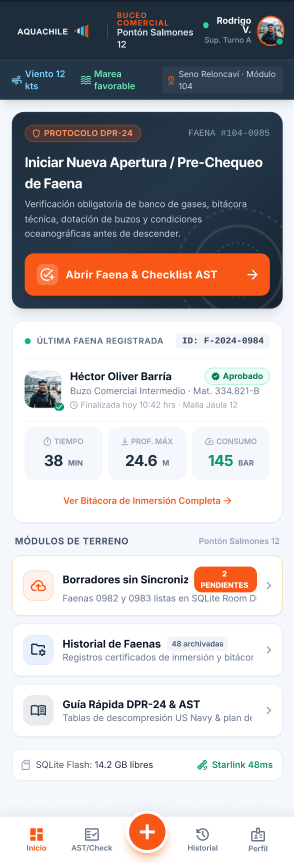 AQUACHILE
BUCEO
COMERCIAL
Pontón Salmones
12
Rodrigo
V.
Sup. Turno A
Viento 12
kts
Marea
favorable
Seno Reloncaví · Módulo
104
PROTOCOLO DPR-24
FAENA #104-0985
Iniciar Nueva Apertura / Pre-Chequeo
de Faena
Verificación obligatoria de banco de gases, bitácora
técnica, dotación de buzos y condiciones
oceanográficas antes de descender.
Abrir Faena & Checklist AST
ÚLTIMA FAENA REGISTRADA
ID: F-2024-0984
Héctor Oliver Barría
Aprobado
Buzo Comercial Intermedio · Mat. 334.821-B
Finalizada hoy 10:42 hrs · Malla Jaula 12
TIEMPO
38 MIN
PROF. MÁX
24.6 M
CONSUMO
145 BAR
Ver Bitácora de Inmersión Completa →
MÓDULOS DE TERRENO
Pontón Salmones 12
Borradores sin Sincroniz
2
PENDIENTES
Faenas 0982 y 0983 listas en SQLite Room D
Historial de Faenas
48 archivadas
Registros certificados de inmersión y bitácor
Guía Rápida DPR-24 & AST
Tablas de descompresión US Navy & plan de
SQLite Flash: 14.2 GB libres
Starlink 48ms
Inicio
AST/Check
Historial
Perfil